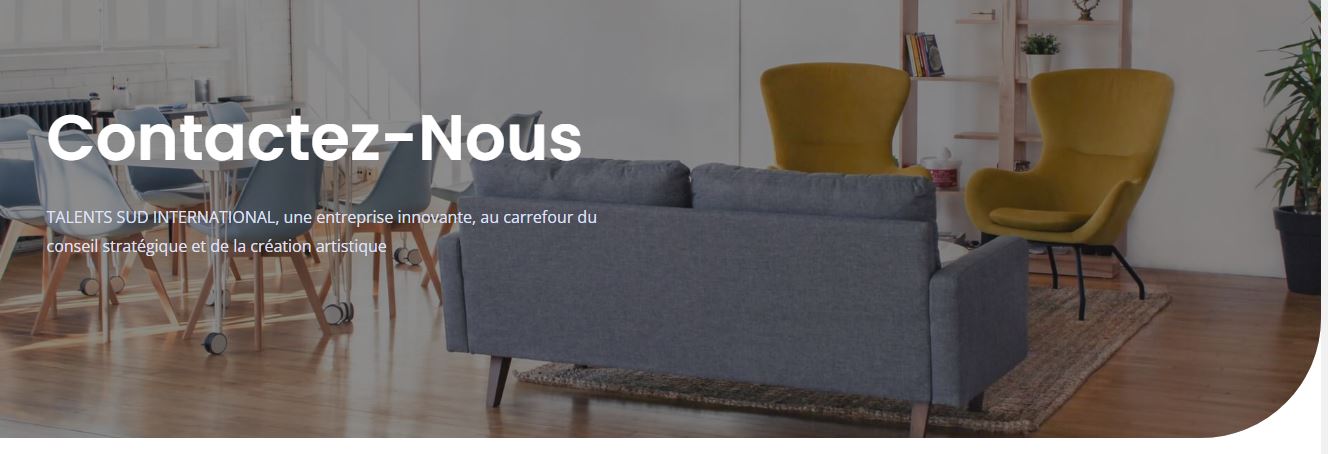 Contactez-Nous
TALENTS SUD INTERNATIONAL, une entreprise innovante, au carrefour du
conseil stratégique et de la création artistique